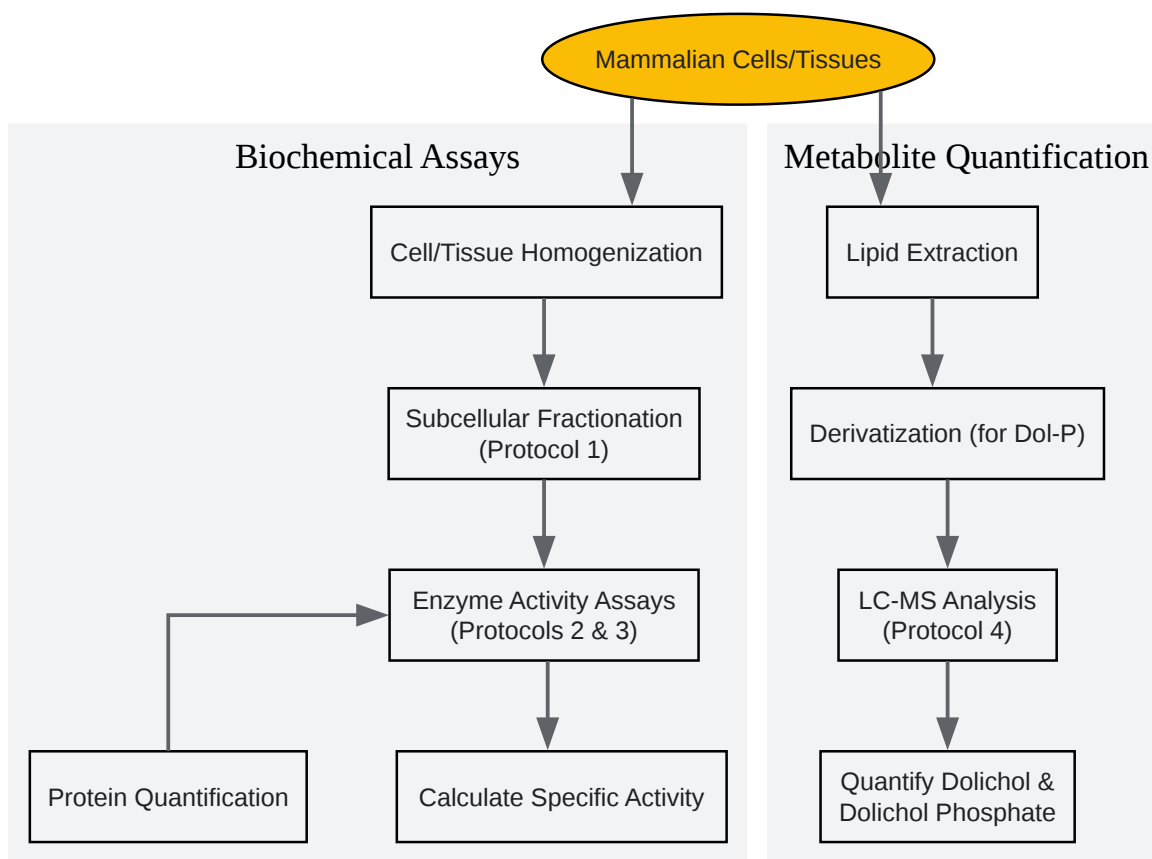 Mammalian Cells/Tissues
Biochemical Assays
Metabolite Quantification
Cell/Tissue Homogenization
Lipid Extraction
Subcellular Fractionation
(Protocol 1)
Derivatization (for Dol-P)
Enzyme Activity Assays
(Protocols 2 & 3)
LC-MS Analysis
(Protocol 4)
Protein Quantification
Calculate Specific Activity
Quantify Dolichol &
Dolichol Phosphate